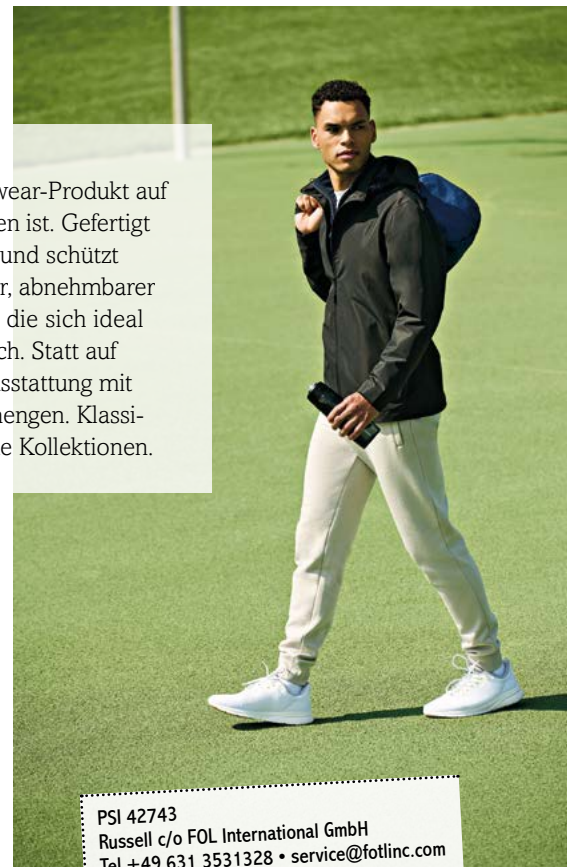 wear-Produkt auf
en ist. Gefertigt
und schützt
r, abnehmbarer
die sich ideal
ch. Statt auf
sstattung mit
nengen. Klassi-
e Kollektionen.
PSI 42743
Russell c/o FOL International GmbH
Tel +49 631 3531328 • service@fotlinc.com